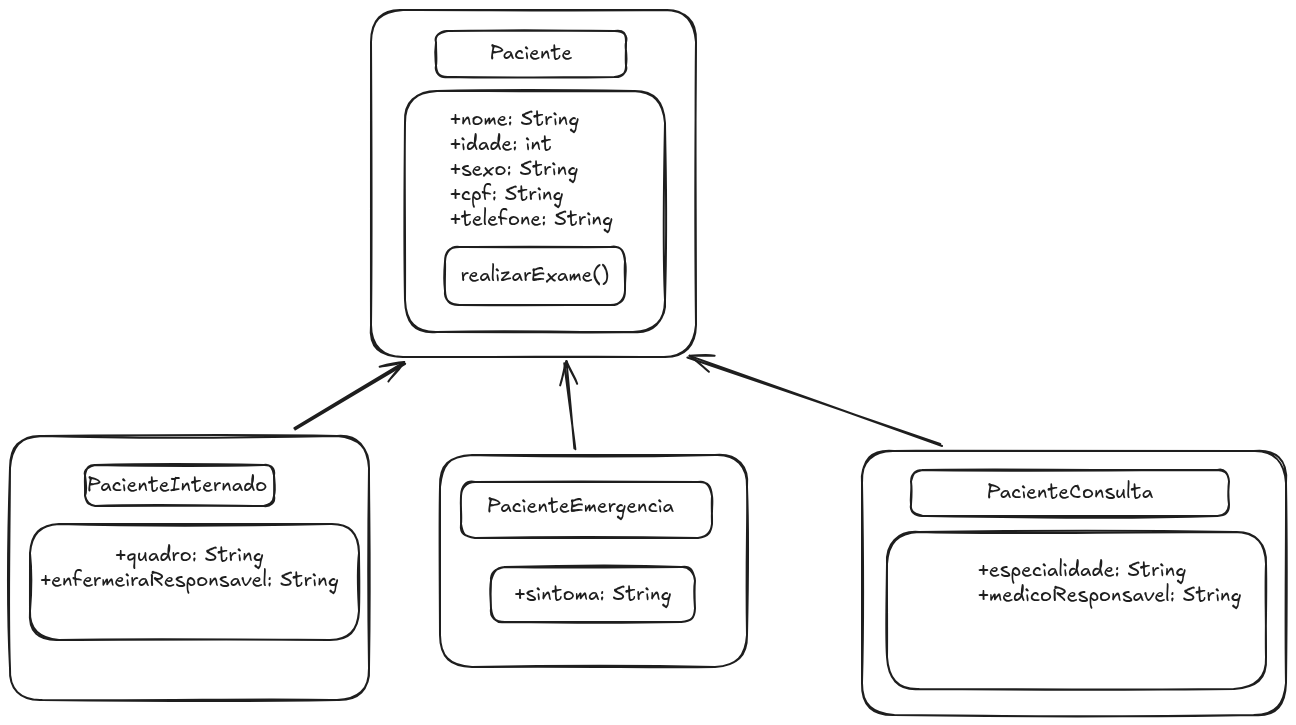 Paciente
+nome: String
+idade: int
+sexo: String
+cpf: String
+telefone: String
realizarExame()
PacienteInternado
+quadro: String
+enfermeiraResponsavel: String
PacienteEmergencia
+sintoma: String
PacienteConsulta
+especialidade: String
+medicoResponsavel: String